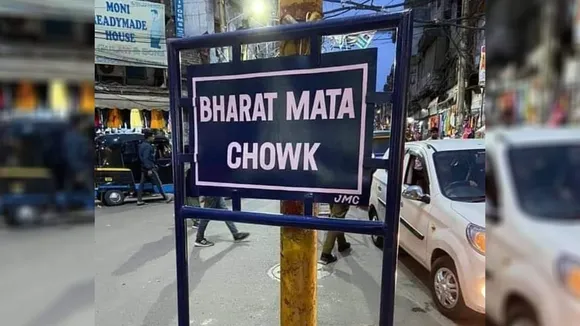 MONI
READYMADE
HOUSE
BHARAT MATA
CHOWK
JMC